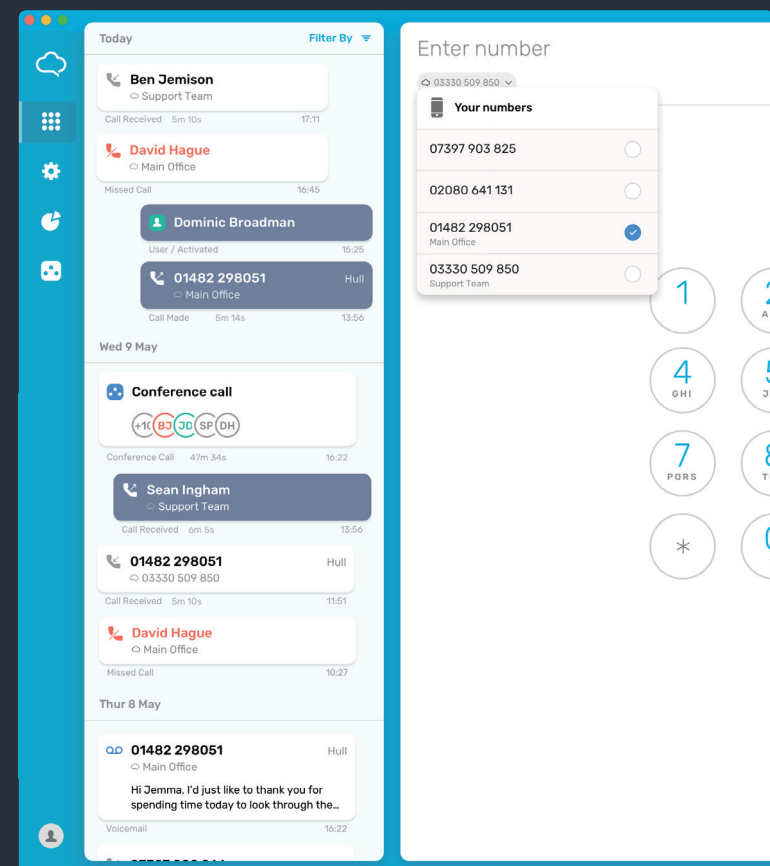 Today
Filter By
Ben Jemison
Support Team
Call Received 5m 10s 17:11
David Hague
Main Office
Missed Call 16:45
Dominic Broadman
User / Activated 15:25
01482 298051 Hull
Main Office
Call Made 5m 14s 13:56
Wed 9 May
Conference call
BJ JD SP DH
Conference Call 47m 34s 16:22
Sean Ingham
Support Team
Call Received 6m 5s 13:56
01482 298051 Hull
03330 509 850
Call Received 5m 10s 11:51
David Hague
Main Office
Missed Call 10:27
Thur 8 May
01482 298051 Hull
Main Office
Hi Jemma, I'd just like to thank you for
spending time today to look through the...
Voicemail 16:22
Enter number
03330 509 850
Your numbers
07397 903 825
02080 641 131
01482 298051
Main Office
03330 509 850
Support Team
1
4
GHI
7
PQRS
*